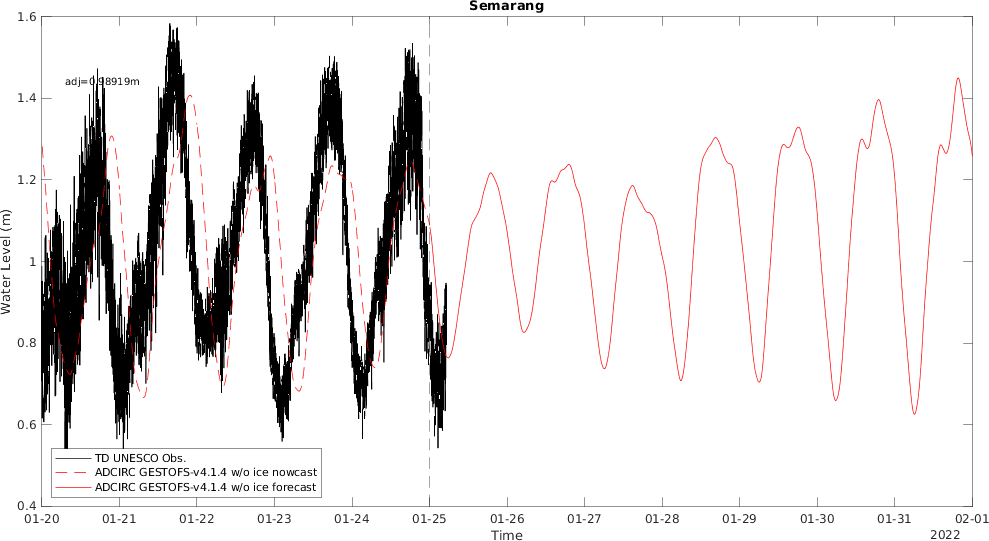 Semarang
1.6
1.4
1.2
1
0.8
0.6
0.4
Water Level (m)
adj=0.98919m
TD UNESCO Obs.
ADCIRC GESTOFS-v4.1.4 w/o ice nowcast
ADCIRC GESTOFS-v4.1.4 w/o ice forecast
01-20 01-21 01-22 01-23 01-24 01-25 01-26 01-27 01-28 01-29 01-30 01-31 02-01
Time
2022